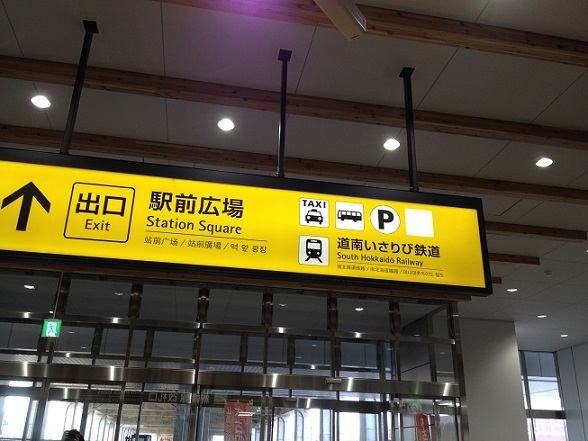 出口
Exit
駅前広場
Station Square
站前广场 / 站前廣場 / 역 앞 광장
TAXI
P
道南いさりび鉄道
South Hokkaidō Railway